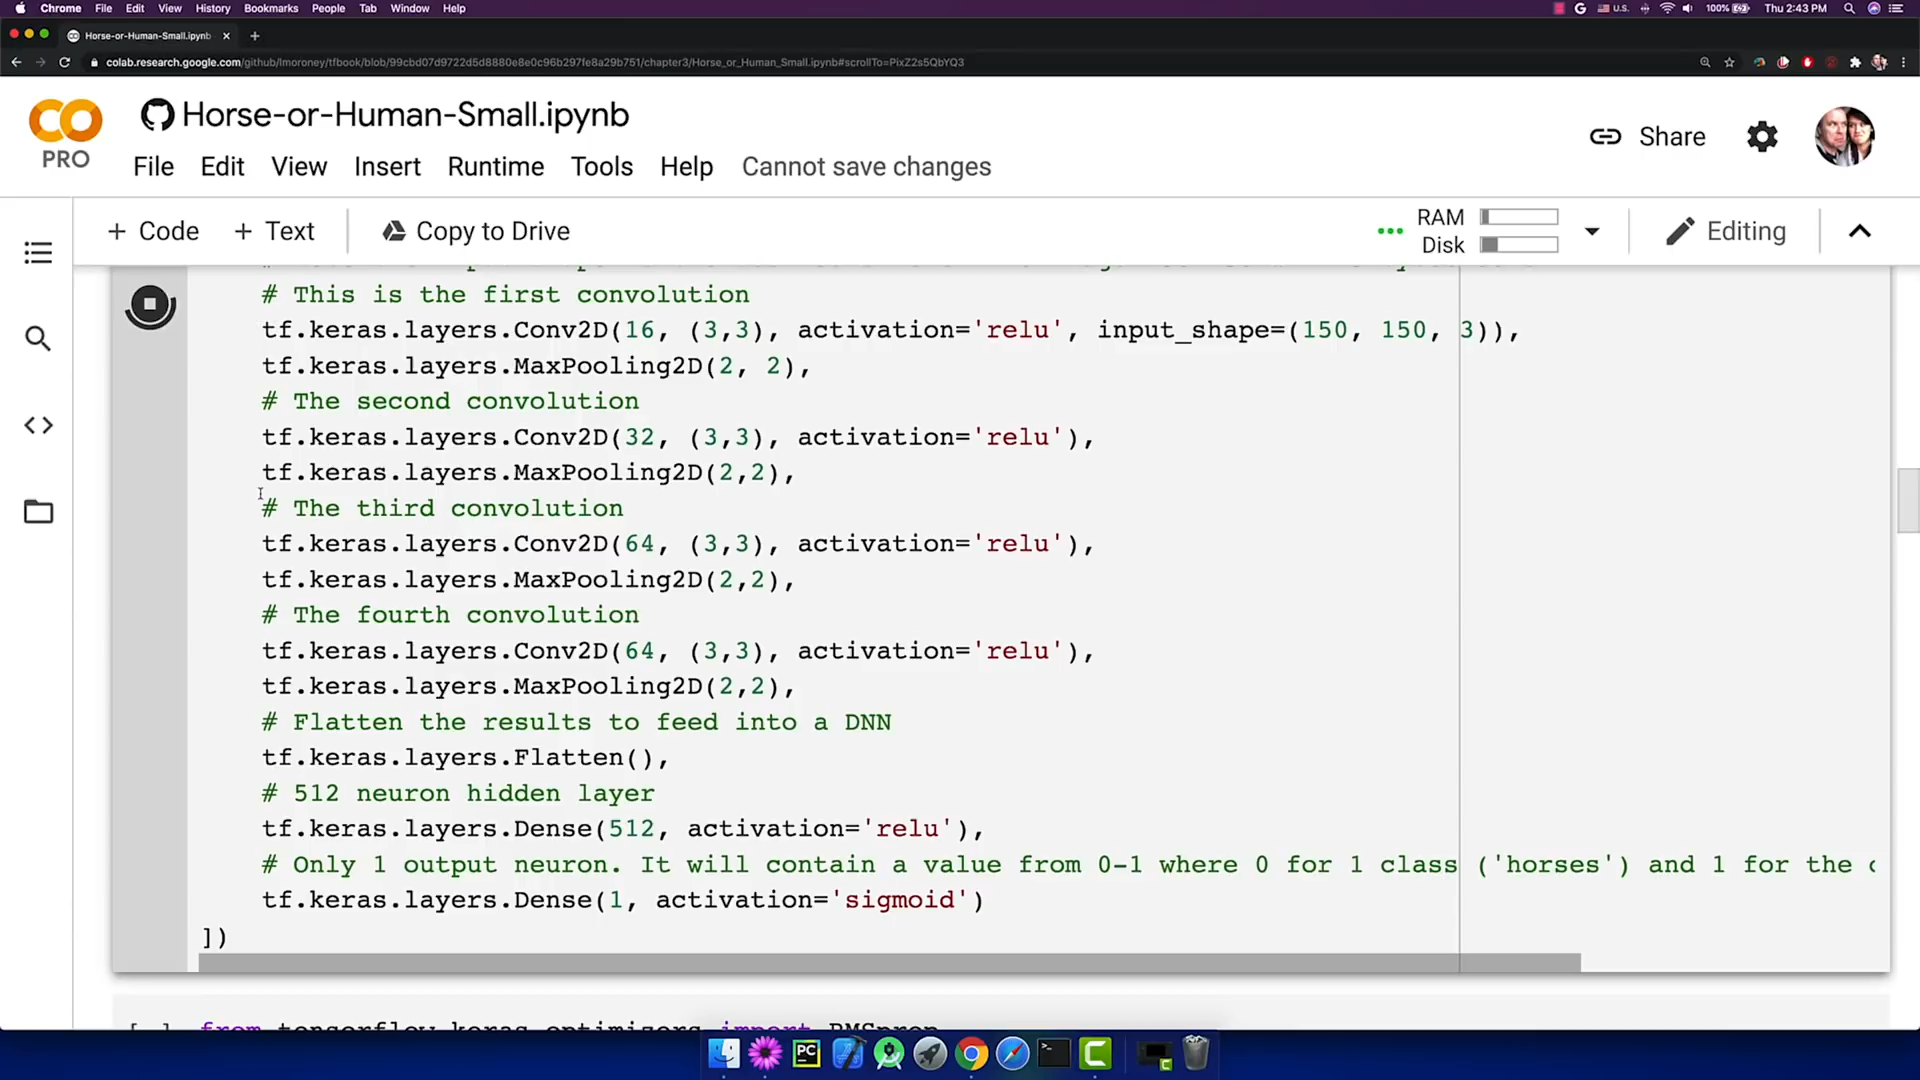 Chrome File Edit View History Bookmarks People Tab Window Help U.S. 100% Thu 2:43 PM
Horse-or-Human-Small.ipynb
colab.research.google.com/github/lmoroney/tfbook/blob/99cbd07d9722d5d8880e8e0c96b297fe8a29b751/chapter3/Horse_or_Human_Small.ipynb#scrollTo=PixZ2s5QbYQ3
Horse-or-Human-Small.ipynb
PRO
File Edit View Insert Runtime Tools Help Cannot save changes
Share
+ Code + Text Copy to Drive
RAM
Disk
Editing
# This is the first convolution
tf.keras.layers.Conv2D(16, (3,3), activation='relu', input_shape=(150, 150, 3)),
tf.keras.layers.MaxPooling2D(2, 2),
# The second convolution
tf.keras.layers.Conv2D(32, (3,3), activation='relu'),
tf.keras.layers.MaxPooling2D(2,2),
# The third convolution
tf.keras.layers.Conv2D(64, (3,3), activation='relu'),
tf.keras.layers.MaxPooling2D(2,2),
# The fourth convolution
tf.keras.layers.Conv2D(64, (3,3), activation='relu'),
tf.keras.layers.MaxPooling2D(2,2),
# Flatten the results to feed into a DNN
tf.keras.layers.Flatten(),
# 512 neuron hidden layer
tf.keras.layers.Dense(512, activation='relu'),
# Only 1 output neuron. It will contain a value from 0-1 where 0 for 1 class ('horses') and 1 for the
tf.keras.layers.Dense(1, activation='sigmoid')
])
[ ] from tensorflow.keras.optimizers import RMSprop
PC